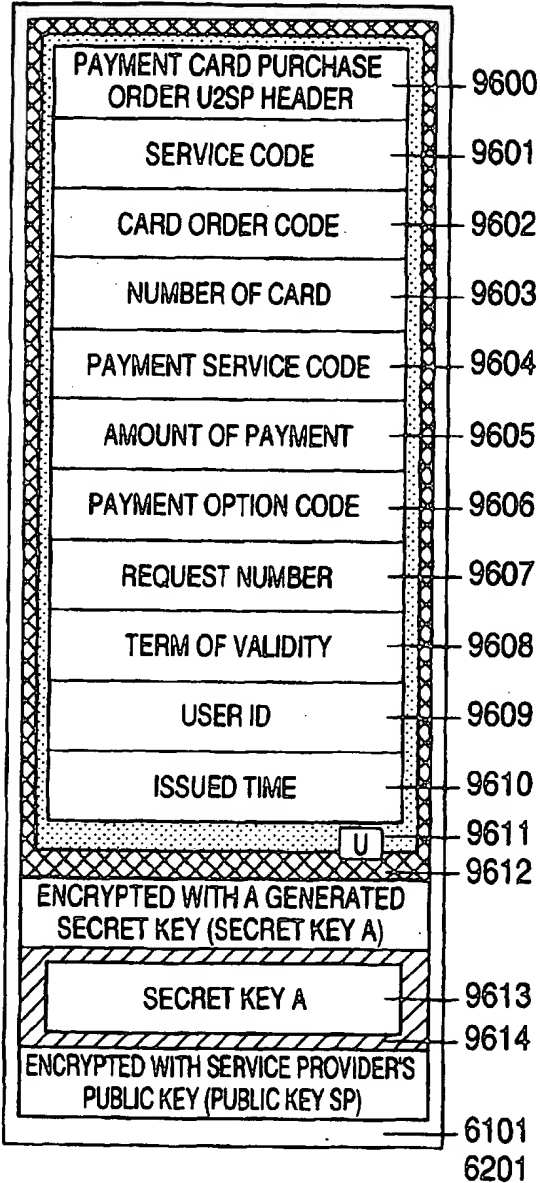 PAYMENT CARD PURCHASE
ORDER U2SP HEADER
9600
SERVICE CODE
9601
CARD ORDER CODE
9602
NUMBER OF CARD
9603
PAYMENT SERVICE CODE
9604
AMOUNT OF PAYMENT
9605
PAYMENT OPTION CODE
9606
REQUEST NUMBER
9607
TERM OF VALIDITY
9608
USER ID
9609
ISSUED TIME
9610
U
9611
9612
ENCRYPTED WITH A GENERATED
SECRET KEY (SECRET KEY A)
SECRET KEY A
9613
9614
ENCRYPTED WITH SERVICE PROVIDER'S
PUBLIC KEY (PUBLIC KEY SP)
6101
6201